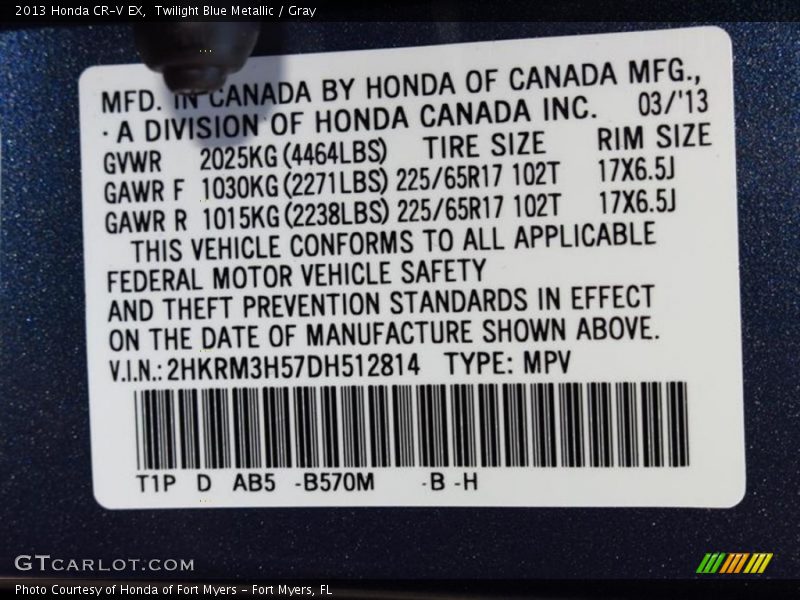 2013 Honda CR-V EX, Twilight Blue Metallic / Gray
MFD. IN CANADA BY HONDA OF CANADA MFG.,
· A DIVISION OF HONDA CANADA INC. 03/'13
GVWR 2025KG (4464LBS) TIRE SIZE RIM SIZE
GAWR F 1030KG (2271LBS) 225/65R17 102T 17X6.5J
GAWR R 1015KG (2238LBS) 225/65R17 102T 17X6.5J
THIS VEHICLE CONFORMS TO ALL APPLICABLE
FEDERAL MOTOR VEHICLE SAFETY
AND THEFT PREVENTION STANDARDS IN EFFECT
ON THE DATE OF MANUFACTURE SHOWN ABOVE.
V.I.N.: 2HKRM3H57DH512814 TYPE: MPV
T1P D AB5 -B570M -B -H
GTCARLOT.COM
Photo Courtesy of Honda of Fort Myers - Fort Myers, FL